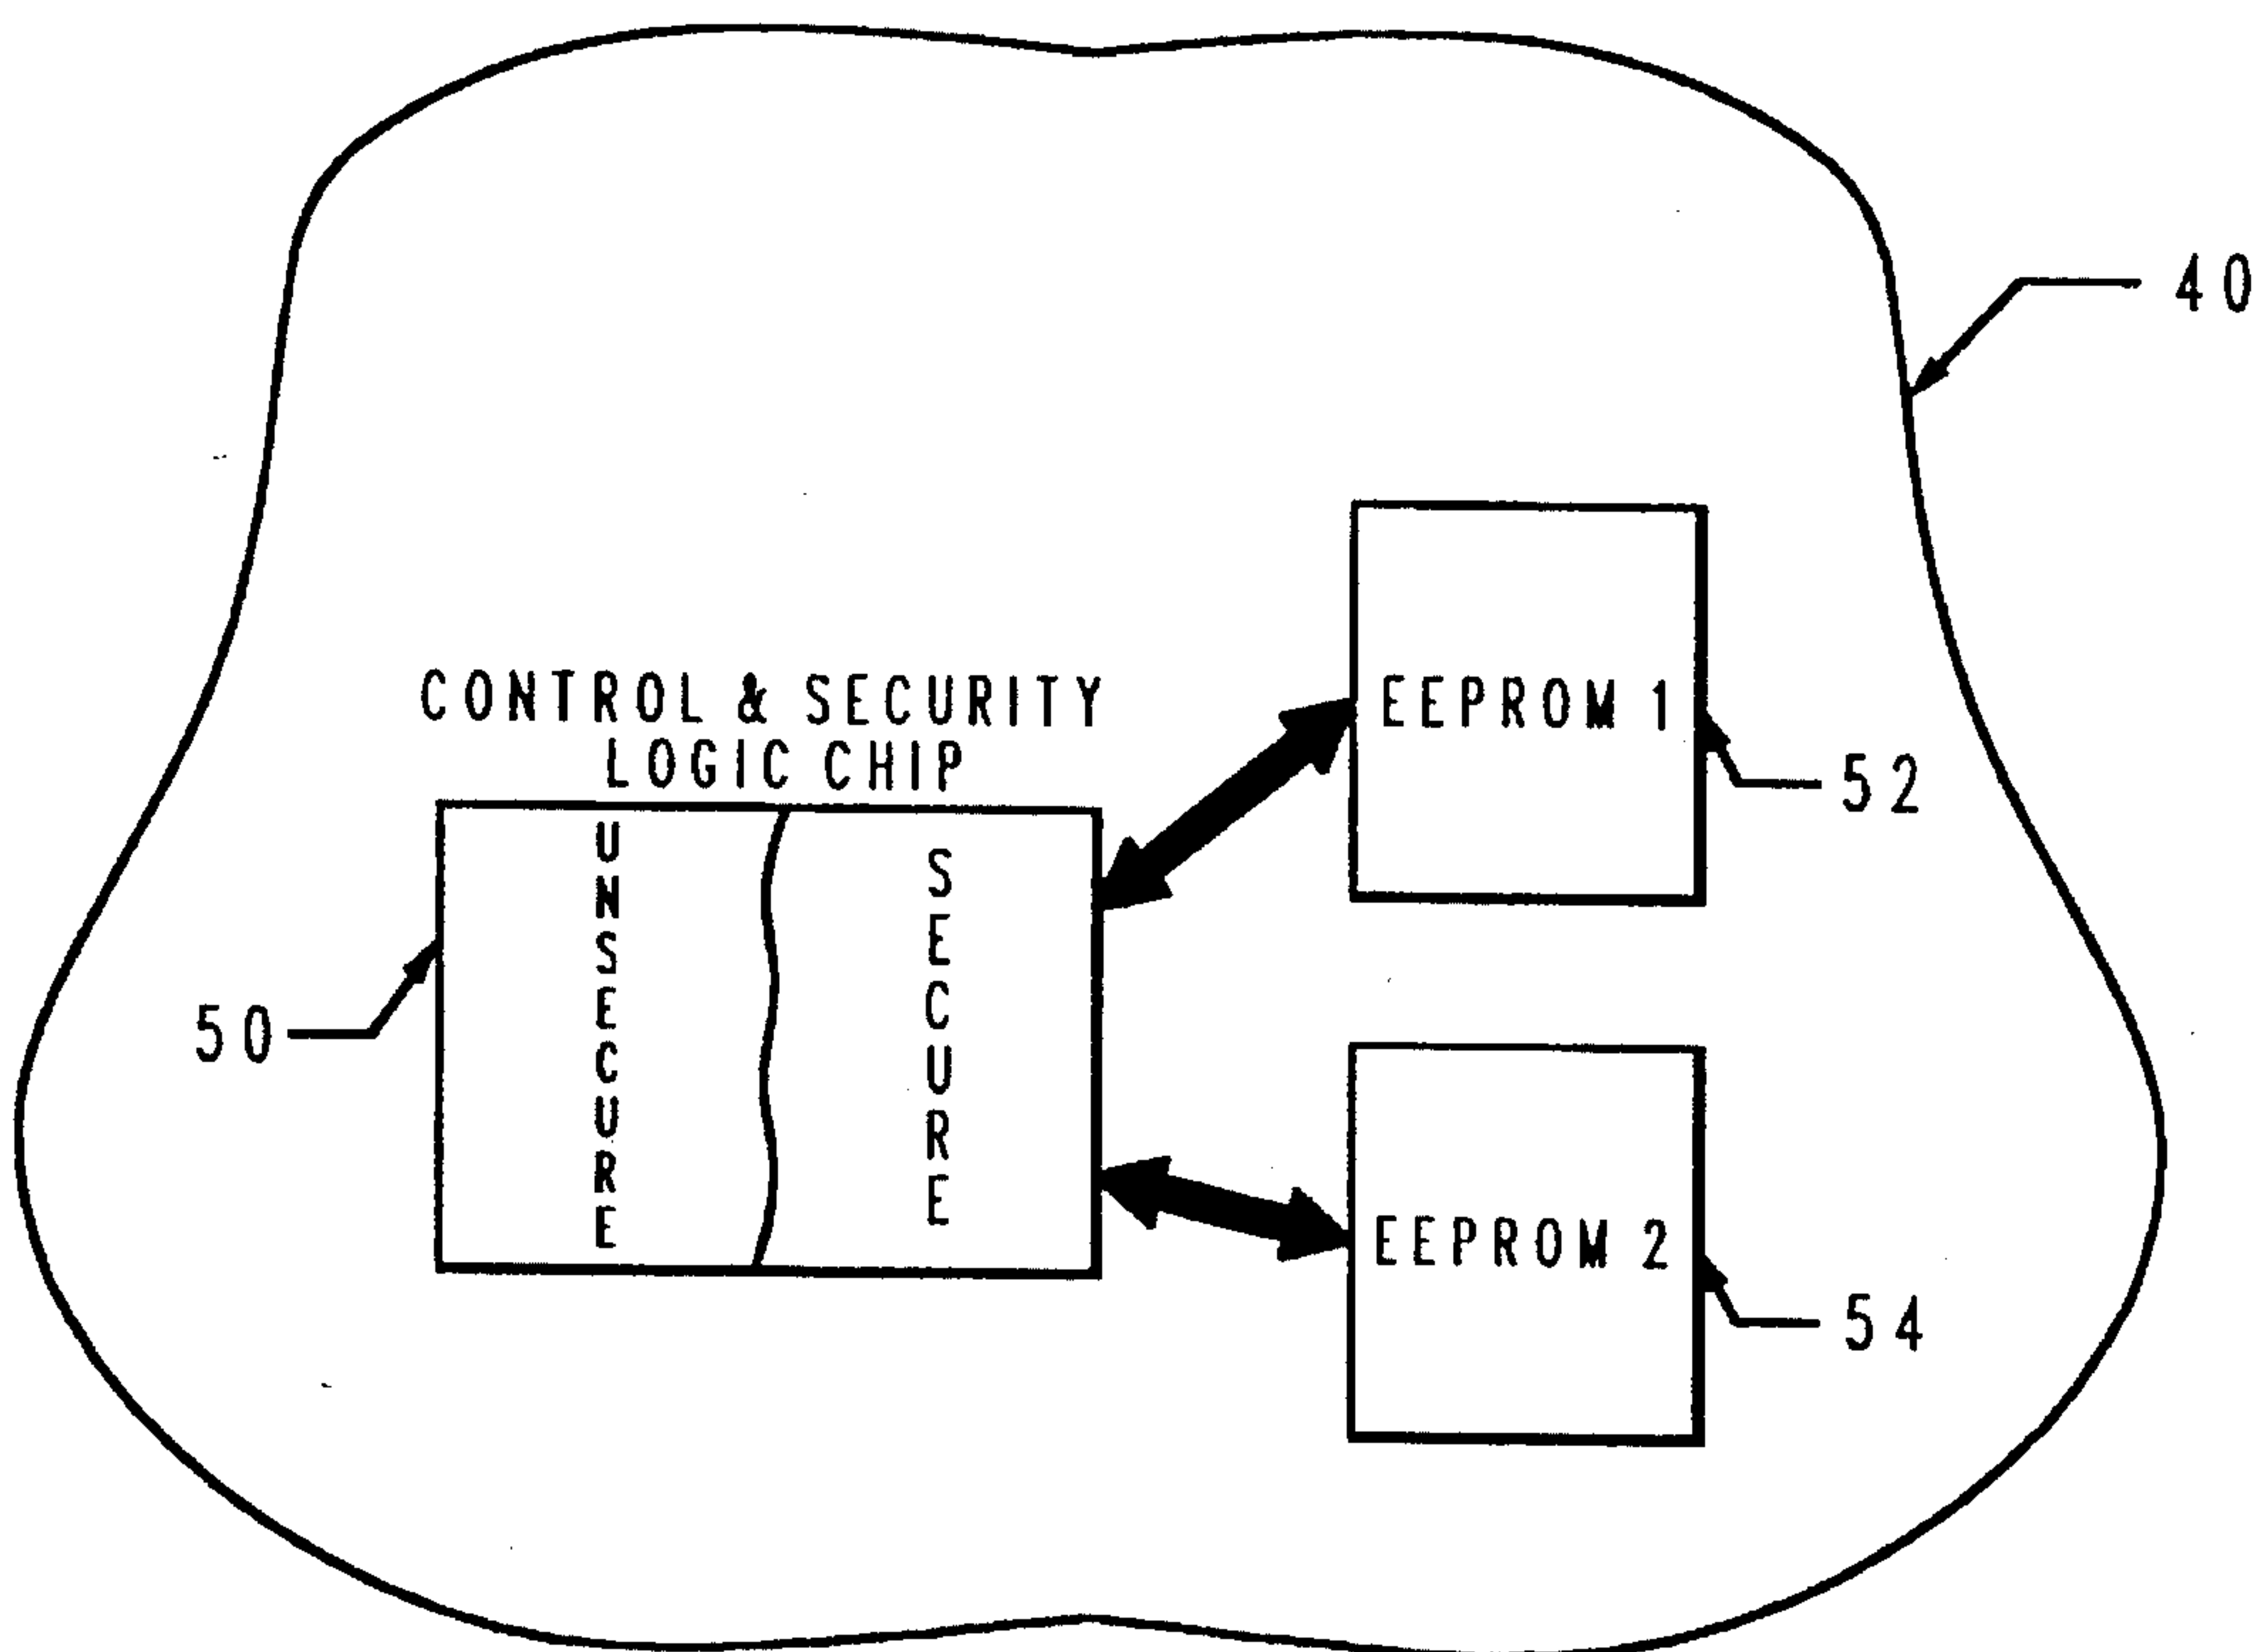 40
CONTROL & SECURITY
LOGIC CHIP
EEPROM 1
52
UNSECURE
SECURE
50
EEPROM 2
54